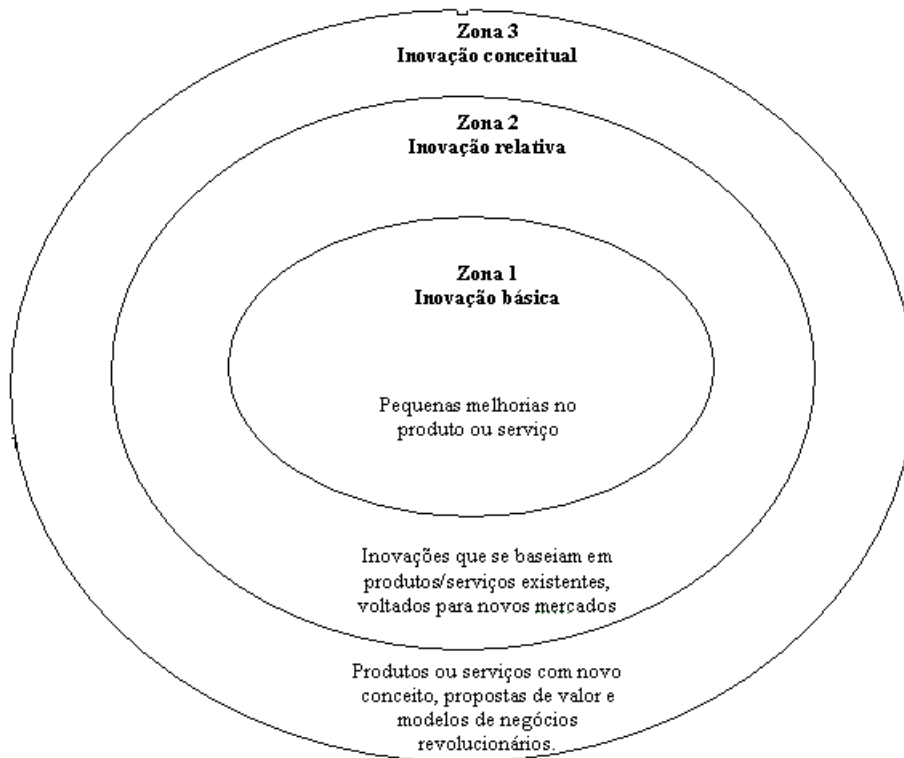 Zona 3
Inovação conceitual
Zona 2
Inovação relativa
Zona 1
Inovação básica
Pequenas melhorias no
produto ou serviço
Inovações que se baseiam em
produtos/serviços existentes,
voltados para novos mercados
Produtos ou serviços com novo
conceito, propostas de valor e
modelos de negócios
revolucionários.